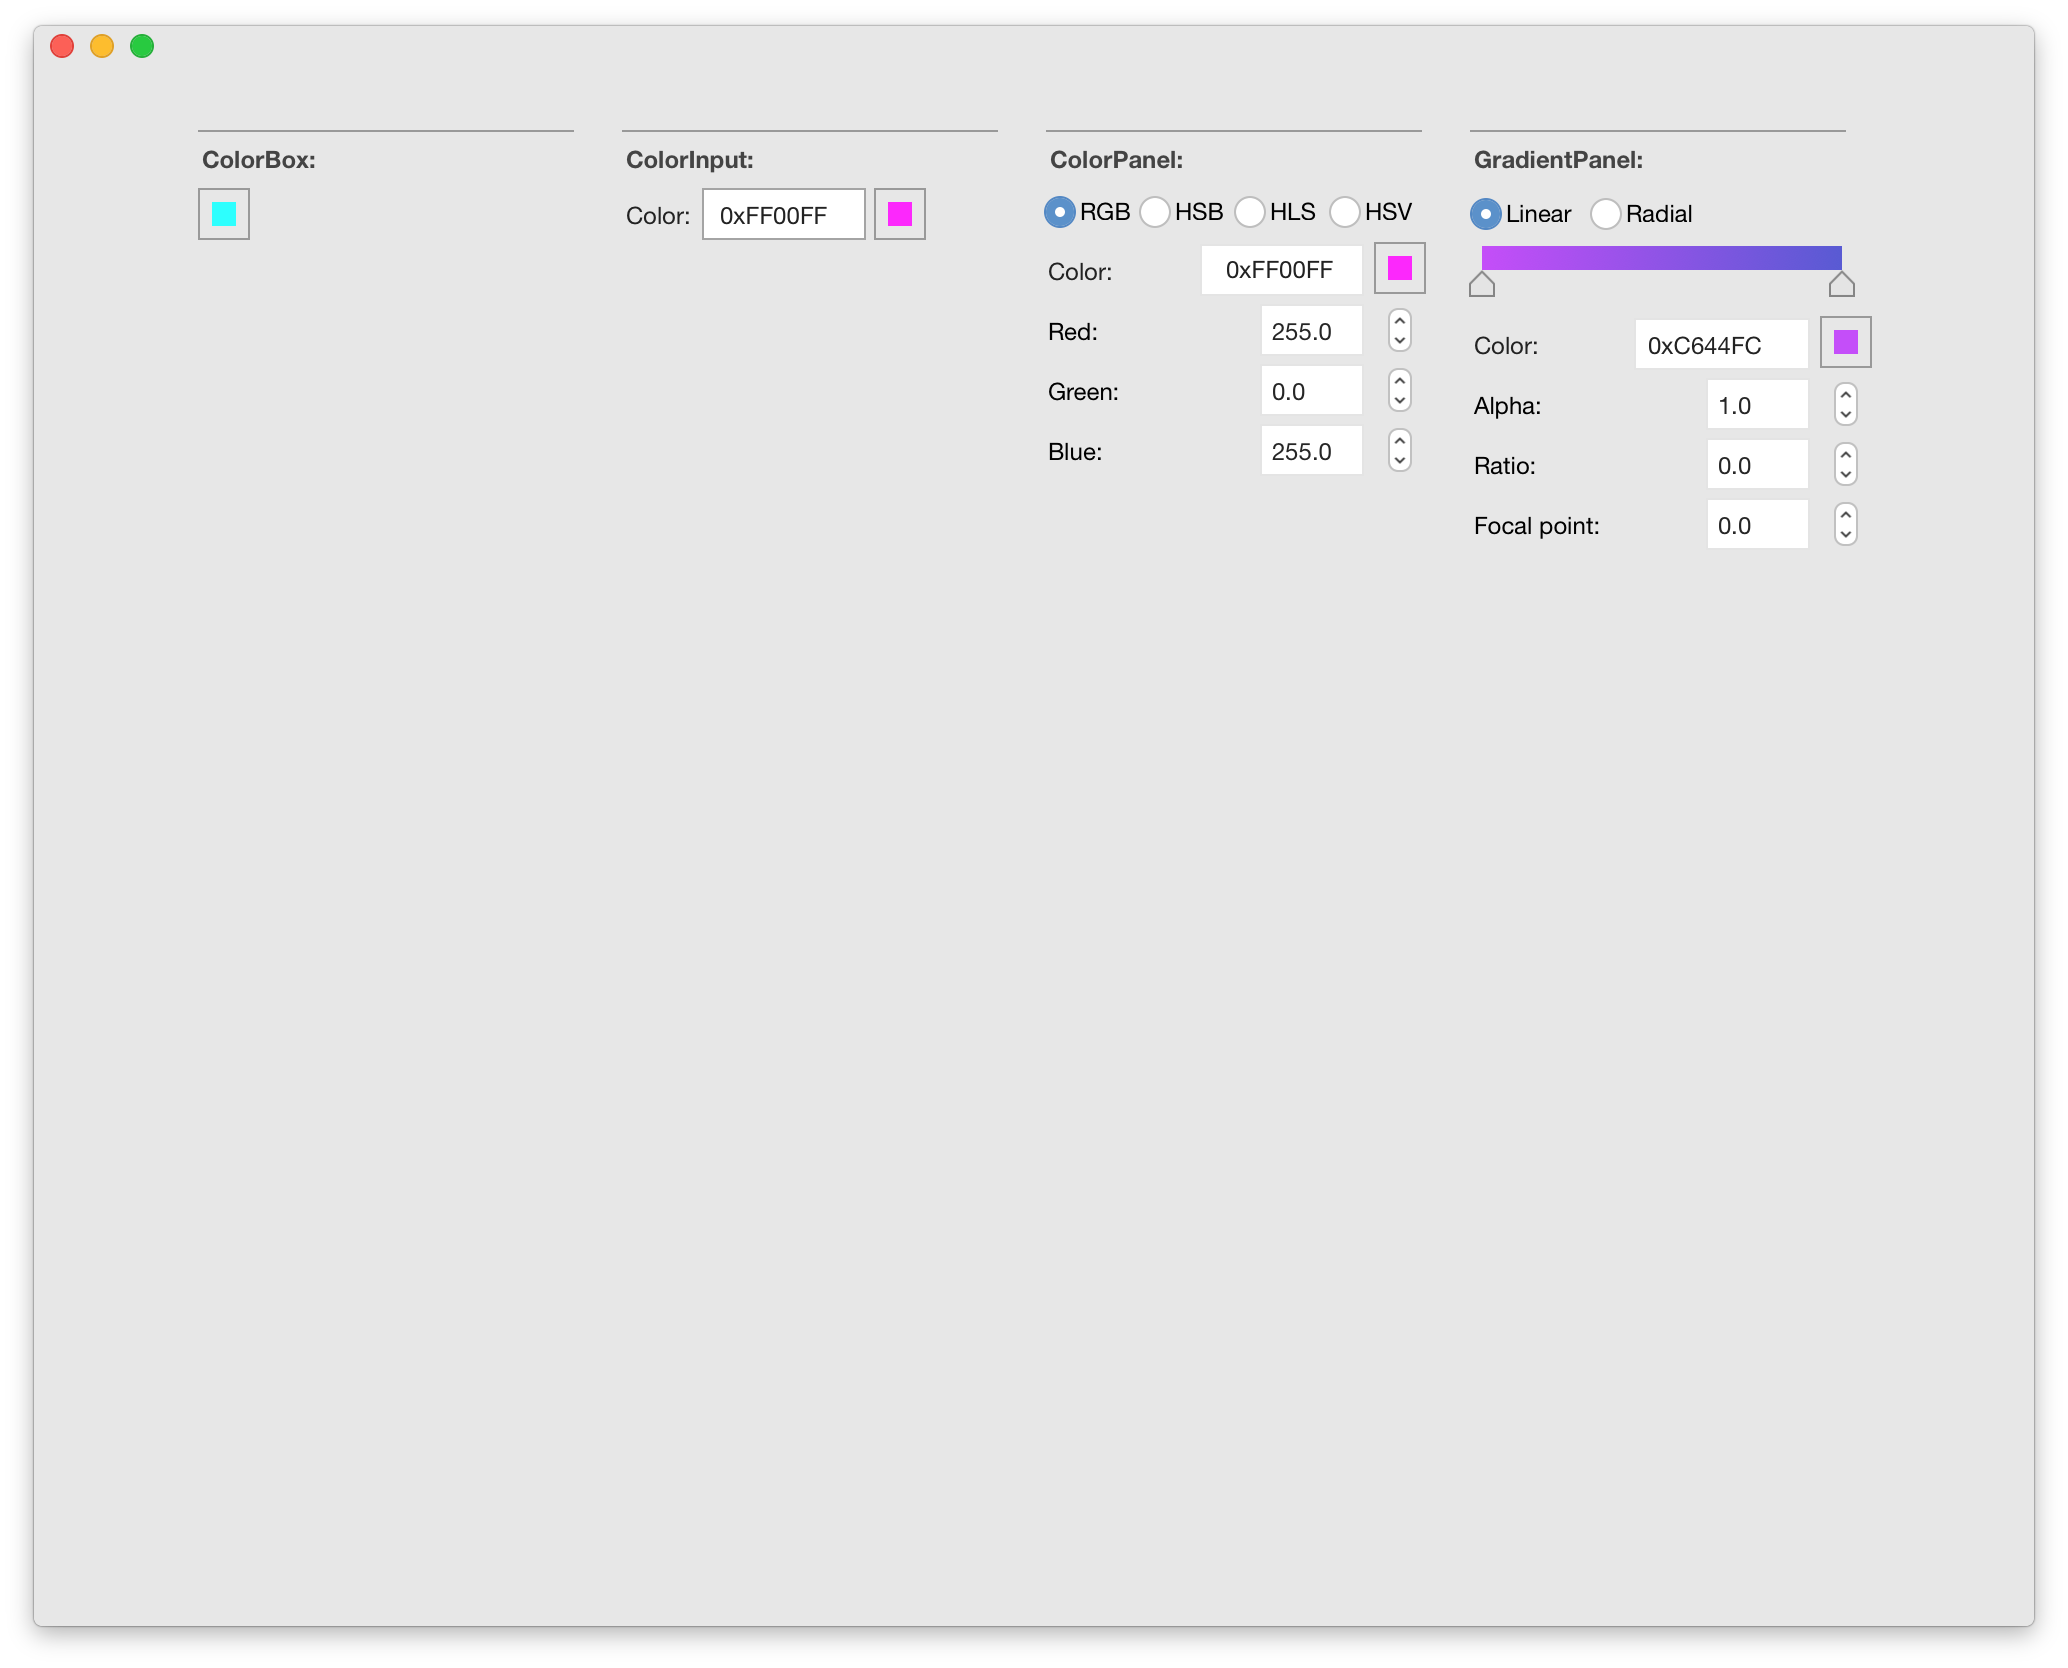 ColorBox:
ColorInput:
Color: 0xFF00FF
ColorPanel:
RGB HSB HLS HSV
Color: 0xFF00FF
Red: 255.0
Green: 0.0
Blue: 255.0
GradientPanel:
Linear Radial
Color: 0xC644FC
Alpha: 1.0
Ratio: 0.0
Focal point: 0.0